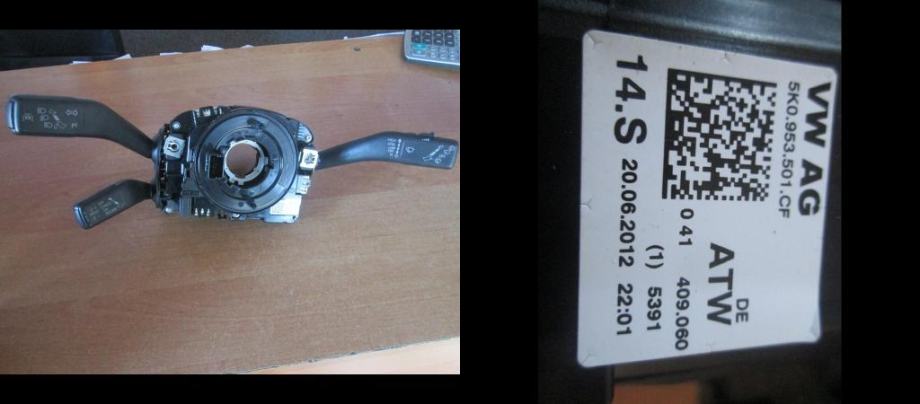 VW AG
5K0.953.501.CF
DE
ATW
0 41 409.060
(1) 5391
14.S 20.06.2012 22:01